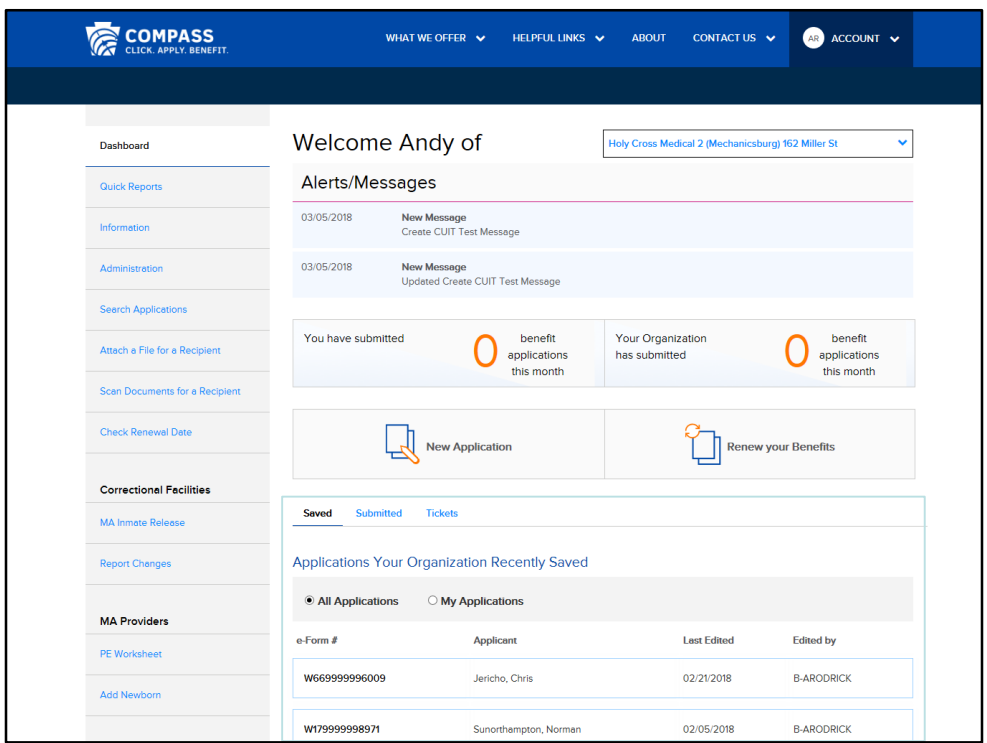 COMPASS
CLICK. APPLY. BENEFIT.
WHAT WE OFFER
HELPFUL LINKS
ABOUT
CONTACT US
AR ACCOUNT
Dashboard
Quick Reports
Information
Administration
Search Applications
Attach a File for a Recipient
Scan Documents for a Recipient
Check Renewal Date
Correctional Facilities
MA Inmate Release
Report Changes
MA Providers
PE Worksheet
Add Newborn
Welcome Andy of
Holy Cross Medical 2 (Mechanicsburg) 162 Miller St
Alerts/Messages
03/05/2018 New Message
Create CUIT Test Message
03/05/2018 New Message
Updated Create CUIT Test Message
You have submitted
0
benefit
applications
this month
Your Organization
has submitted
0
benefit
applications
this month
New Application
Renew your Benefits
Saved Submitted Tickets
Applications Your Organization Recently Saved
All Applications My Applications
e-Form # Applicant Last Edited Edited by
W669999996009 Jericho, Chris 02/21/2018 B-ARODRICK
W179999998971 Sunorthampton, Norman 02/05/2018 B-ARODRICK